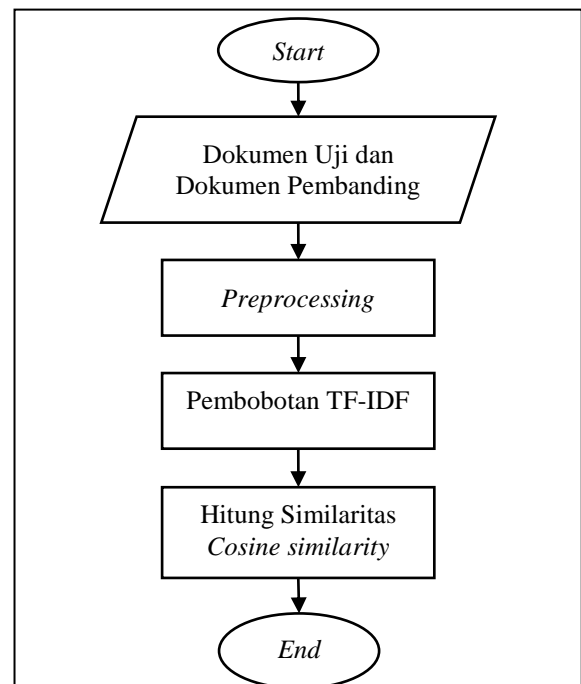 Start
Dokumen Uji dan
Dokumen Pembanding
Preprocessing
Pembobotan TF-IDF
Hitung Similaritas
Cosine similarity
End